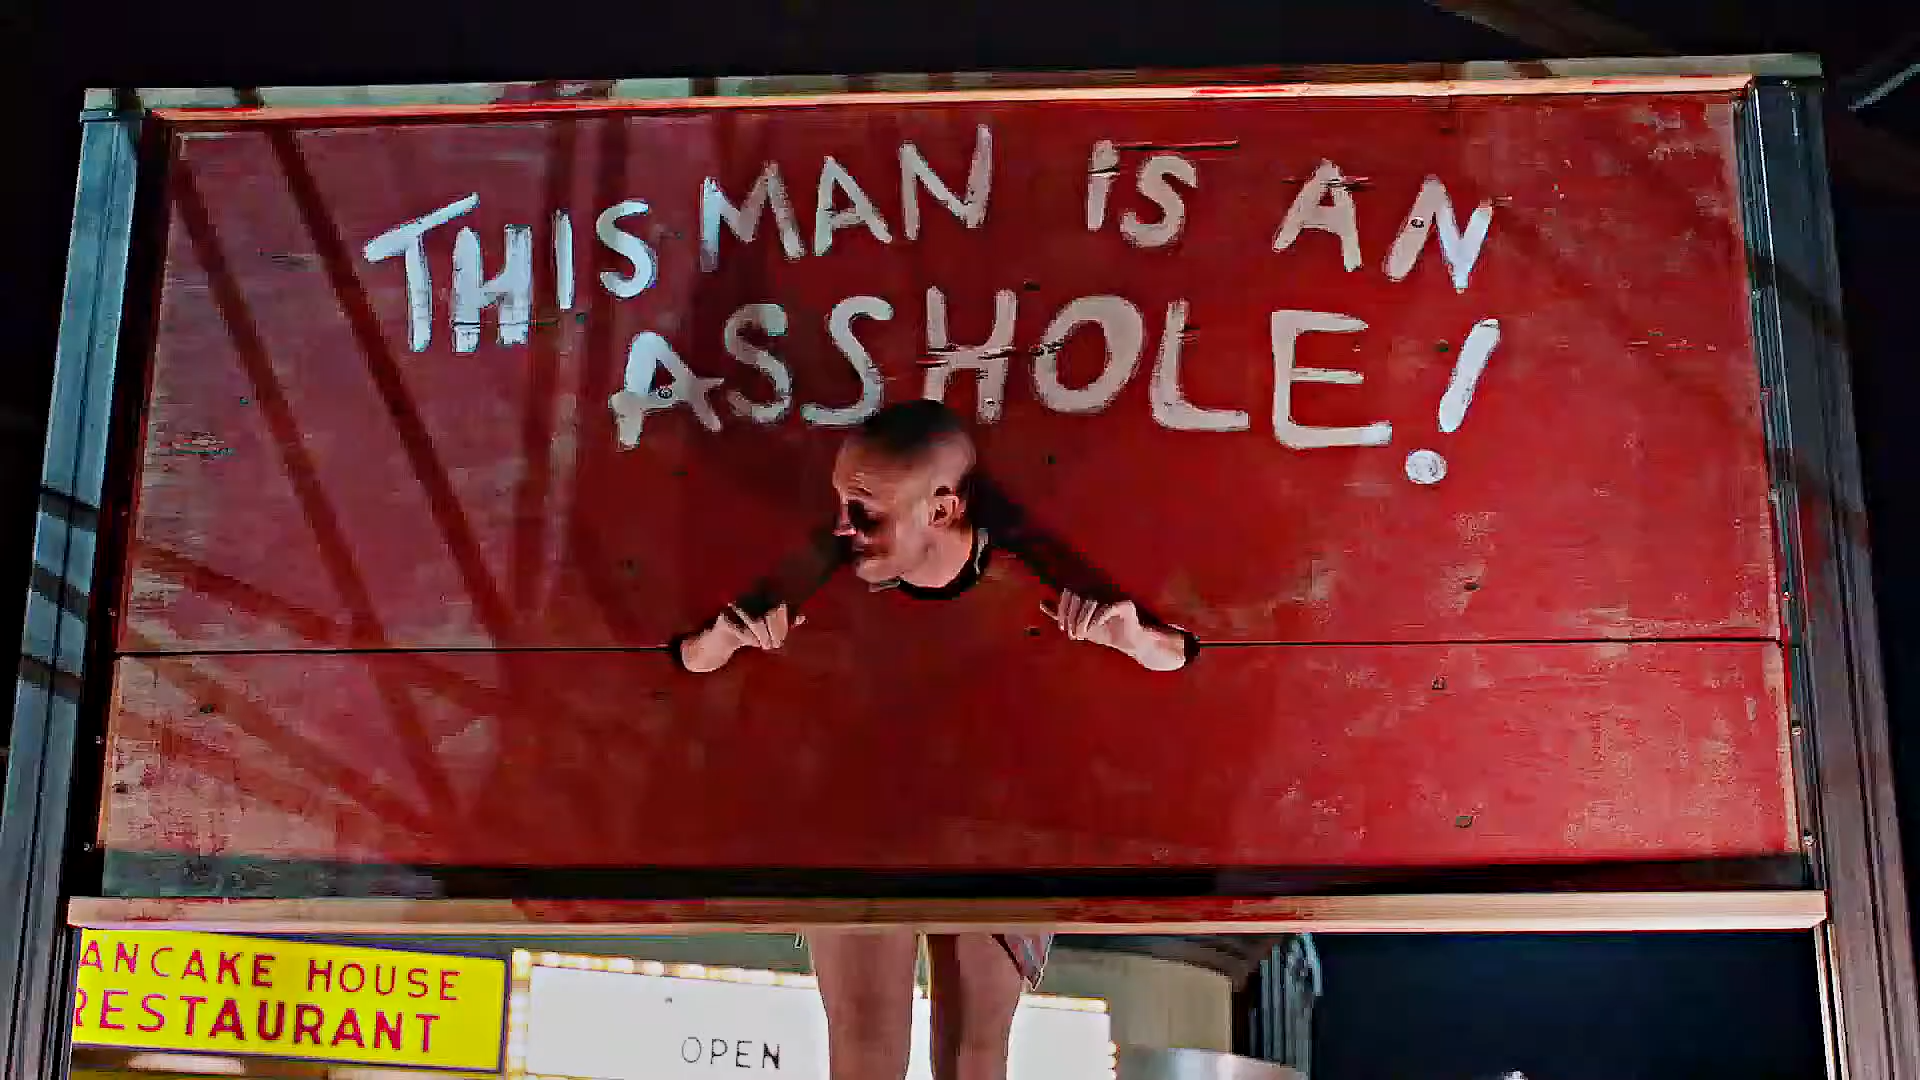 THIS MAN iS AN
ASSHOLE!
ANCAKE HOUSE
RESTAURANT
OPEN